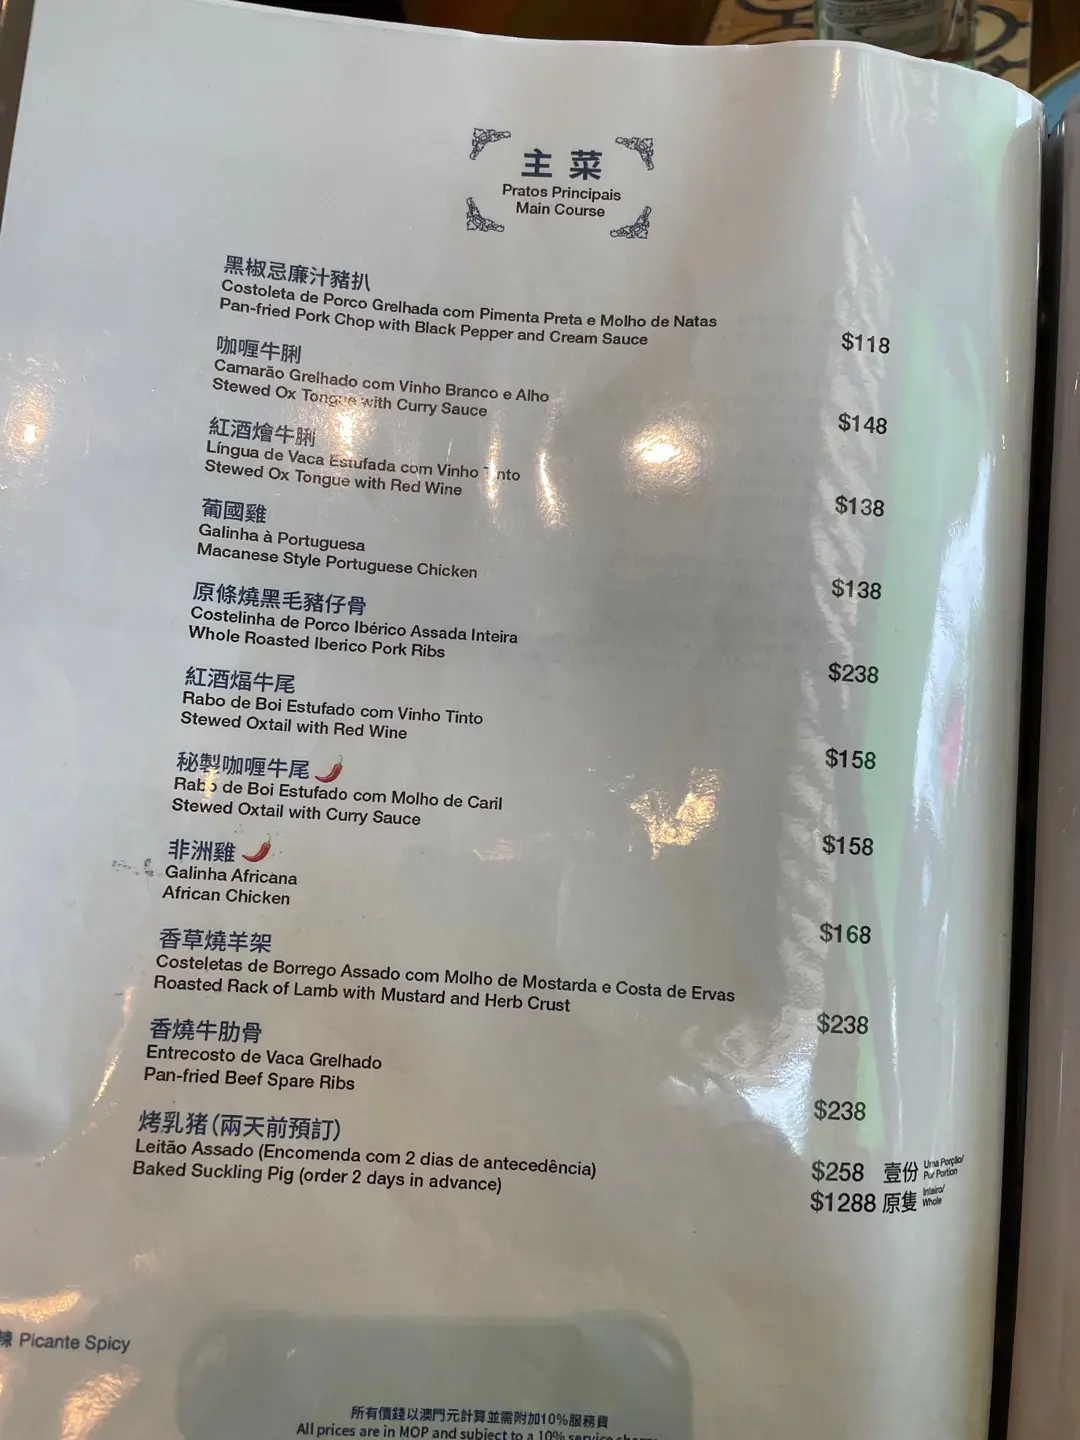 主菜
Pratos Principais
Main Course
黑椒忌廉汁豬扒
Costoleta de Porco Grelhada com Pimenta Preta e Molho de Natas
Pan-fried Pork Chop with Black Pepper and Cream Sauce
$118
咖喱牛脷
Camarão Grelhado com Vinho Branco e Alho
Stewed Ox Tongue with Curry Sauce
$148
紅酒燴牛脷
Língua de Vaca Estufada com Vinho Tinto
Stewed Ox Tongue with Red Wine
$138
葡國雞
Galinha à Portuguesa
Macanese Style Portuguese Chicken
$138
原條燒黑毛豬仔骨
Costelinha de Porco Ibérico Assada Inteira
Whole Roasted Iberico Pork Ribs
$238
紅酒煏牛尾
Rabo de Boi Estufado com Vinho Tinto
Stewed Oxtail with Red Wine
$158
秘製咖喱牛尾
Rabo de Boi Estufado com Molho de Caril
Stewed Oxtail with Curry Sauce
$158
非洲雞
Galinha Africana
African Chicken
$168
香草燒羊架
Costeletas de Borrego Assado com Molho de Mostarda e Costa de Ervas
Roasted Rack of Lamb with Mustard and Herb Crust
$238
香燒牛肋骨
Entrecosto de Vaca Grelhado
Pan-fried Beef Spare Ribs
$238
烤乳猪(兩天前預訂)
Leitão Assado (Encomenda com 2 dias de antecedência)
Baked Suckling Pig (order 2 days in advance)
$258 壹份 Uma Porção/ Pur Portion
$1288 原隻 Inteiro/ Whole
辣 Picante Spicy
所有價錢以澳門元計算並需附加10%服務費
All prices are in MOP and subject to a 10% service